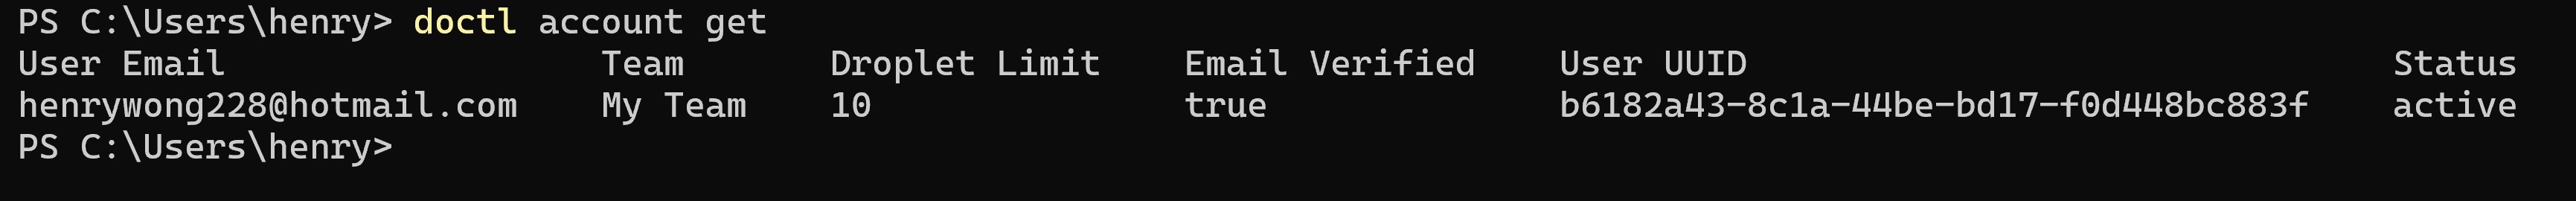 PS C:\Users\henry> doctl account get
User Email                  Team       Droplet Limit    Email Verified    User UUID                               Status
henrywong228@hotmail.com    My Team    10               true              b6182a43-8c1a-44be-bd17-f0d448bc883f    active
PS C:\Users\henry>